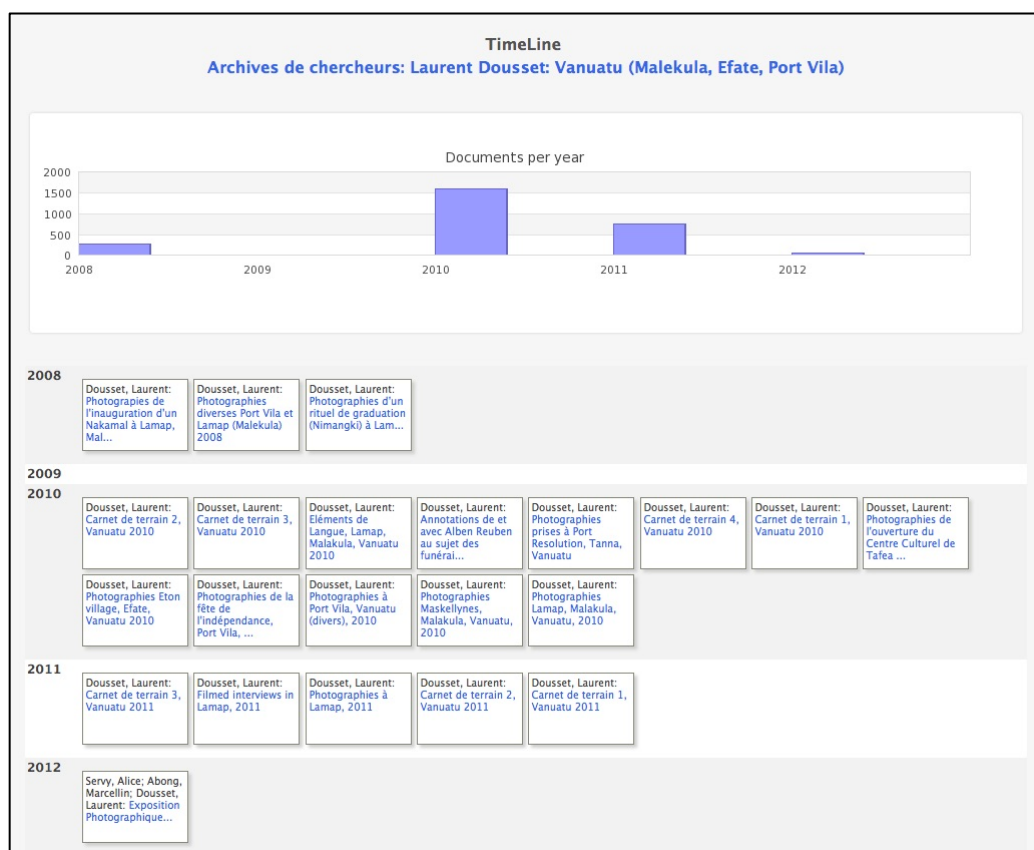 TimeLine
Archives de chercheurs: Laurent Dousset: Vanuatu (Malekula, Efate, Port Vila)
Documents per year
2000
1500
1000
500
0
2008 2009 2010 2011 2012
2008
Dousset, Laurent:
Photograpies de
l'inauguration d'un
Nakamal à Lamap,
Mal...
Dousset, Laurent:
Photographies
diverses Port Vila et
Lamap (Malekula)
2008
Dousset, Laurent:
Photographies d'un
rituel de graduation
(Nimangki) à Lam...
2009
2010
Dousset, Laurent:
Carnet de terrain 2,
Vanuatu 2010
Dousset, Laurent:
Carnet de terrain 3,
Vanuatu 2010
Dousset, Laurent:
Eléments de
Langue, Lamap,
Malakula, Vanuatu
2010
Dousset, Laurent:
Annotations de et
avec Alben Reuben
au sujet des
funérai...
Dousset, Laurent:
Photographies
prises à Port
Resolution, Tanna,
Vanuatu
Dousset, Laurent:
Carnet de terrain 4,
Vanuatu 2010
Dousset, Laurent:
Carnet de terrain 1,
Vanuatu 2010
Dousset, Laurent:
Photographies de
l'ouverture du
Centre Culturel de
Tafea ...
Dousset, Laurent:
Photographies Eton
village, Efate,
Vanuatu 2010
Dousset, Laurent:
Photographies de la
fête de
l'indépendance,
Port Vila, ...
Dousset, Laurent:
Photographies à
Port Vila, Vanuatu
(divers), 2010
Dousset, Laurent:
Photographies
Maskellynes,
Malakula, Vanuatu,
2010
Dousset, Laurent:
Photographies
Lamap, Malakula,
Vanuatu, 2010
2011
Dousset, Laurent:
Carnet de terrain 3,
Vanuatu 2011
Dousset, Laurent:
Filmed interviews in
Lamap, 2011
Dousset, Laurent:
Photographies à
Lamap, 2011
Dousset, Laurent:
Carnet de terrain 2,
Vanuatu 2011
Dousset, Laurent:
Carnet de terrain 1,
Vanuatu 2011
2012
Servy, Alice; Abong,
Marcellin; Dousset,
Laurent: Exposition
Photographique...